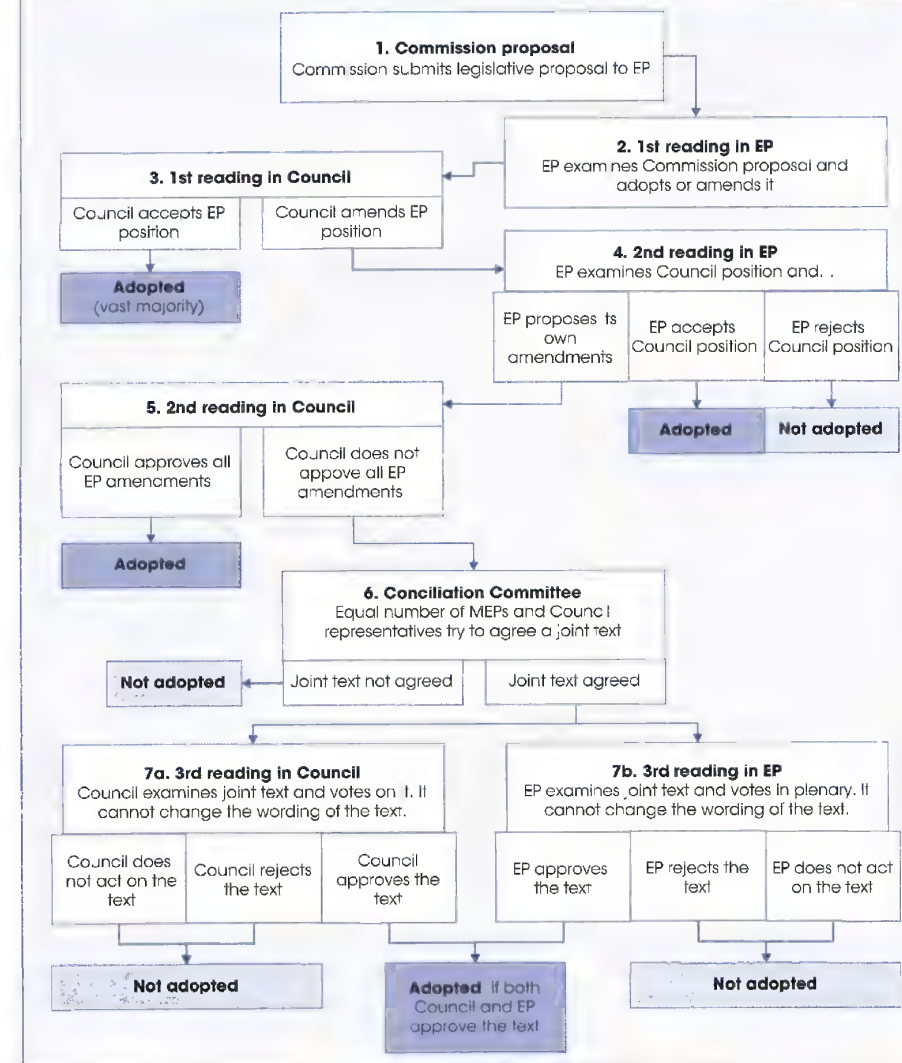 1. Commission proposal
Commission submits legislative proposal to EP
2. 1st reading in EP
EP examines Commission proposal and
adopts or amends it
3. 1st reading in Council
Council accepts EP
position
Council amends EP
position
Adopted
(vast majority)
4. 2nd reading in EP
EP examines Council position and. .
EP proposes its
own
amendments
EP accepts
Council position
EP rejects
Council position
Adopted
Not adopted
5. 2nd reading in Council
Council approves all
EP amendments
Council does not
appove all EP
amendments
Adopted
6. Conciliation Committee
Equal number of MEPs and Council
representatives try to agree a joint text
Not adopted
Joint text not agreed
Joint text agreed
7a. 3rd reading in Council
Council examines joint text and votes on it. It
cannot change the wording of the text.
Council does
not act on the
text
Council rejects
the text
Council
approves the
text
7b. 3rd reading in EP
EP examines joint text and votes in plenary. It
cannot change the wording of the text.
EP approves
the text
EP rejects the
text
EP does not act
on the text
Not adopted
Adopted if both
Council and EP
approve the text
Not adopted